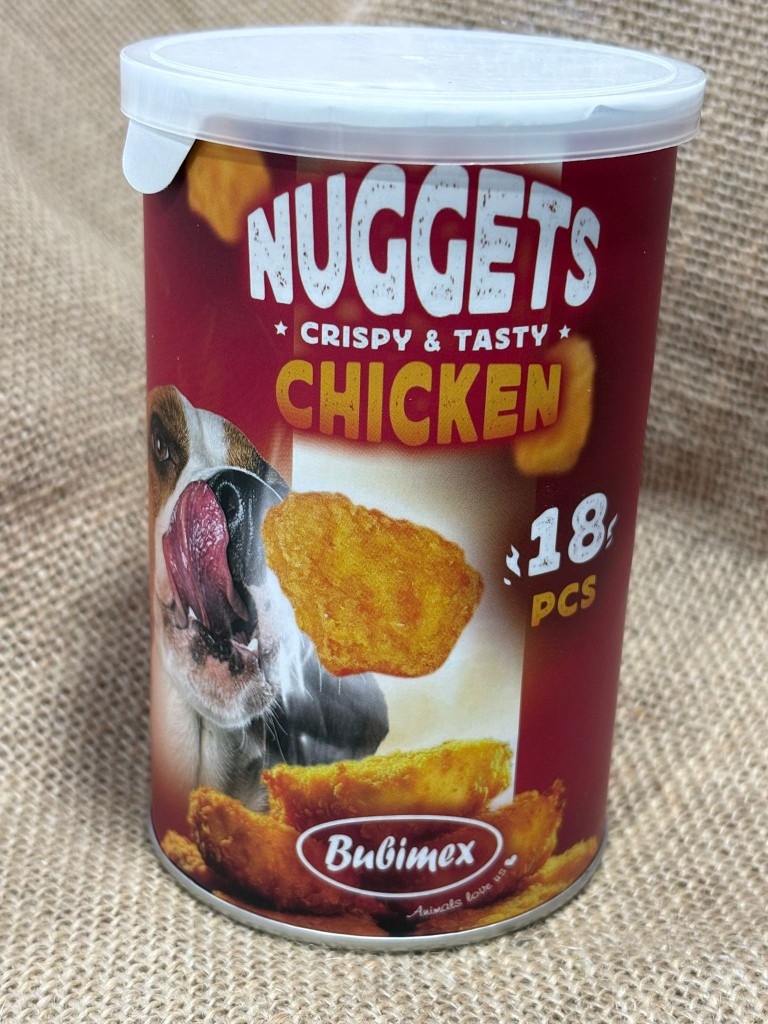 NUGGETS
CRISPY & TASTY
CHICKEN
18
PCS
Bubimex
Animals love us